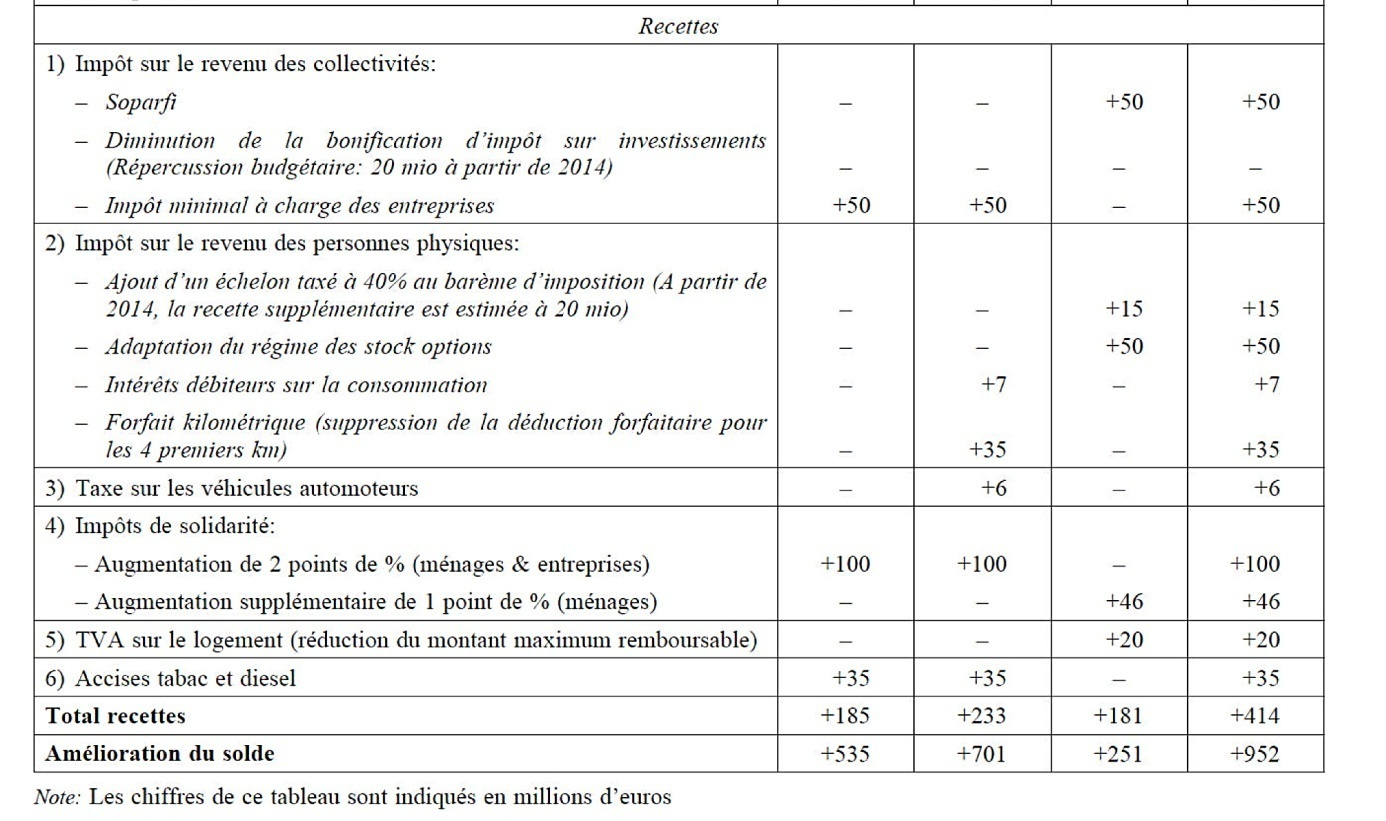 Recettes
1) Impôt sur le revenu des collectivités:
– Soparfi – – +50 +50
– Diminution de la bonification d'impôt sur investissements
(Répercussion budgétaire: 20 mio à partir de 2014) – – – –
– Impôt minimal à charge des entreprises +50 +50 – +50
2) Impôt sur le revenu des personnes physiques:
– Ajout d'un échelon taxé à 40% au barème d'imposition (A partir de
2014, la recette supplémentaire est estimée à 20 mio) – – +15 +15
– Adaptation du régime des stock options – – +50 +50
– Intérêts débiteurs sur la consommation – +7 – +7
– Forfait kilométrique (suppression de la déduction forfaitaire pour
les 4 premiers km) – +35 – +35
3) Taxe sur les véhicules automoteurs – +6 – +6
4) Impôts de solidarité:
– Augmentation de 2 points de % (ménages & entreprises) +100 +100 – +100
– Augmentation supplémentaire de 1 point de % (ménages) – – +46 +46
5) TVA sur le logement (réduction du montant maximum remboursable) – – +20 +20
6) Accises tabac et diesel +35 +35 – +35
Total recettes +185 +233 +181 +414
Amélioration du solde +535 +701 +251 +952
Note: Les chiffres de ce tableau sont indiqués en millions d'euros